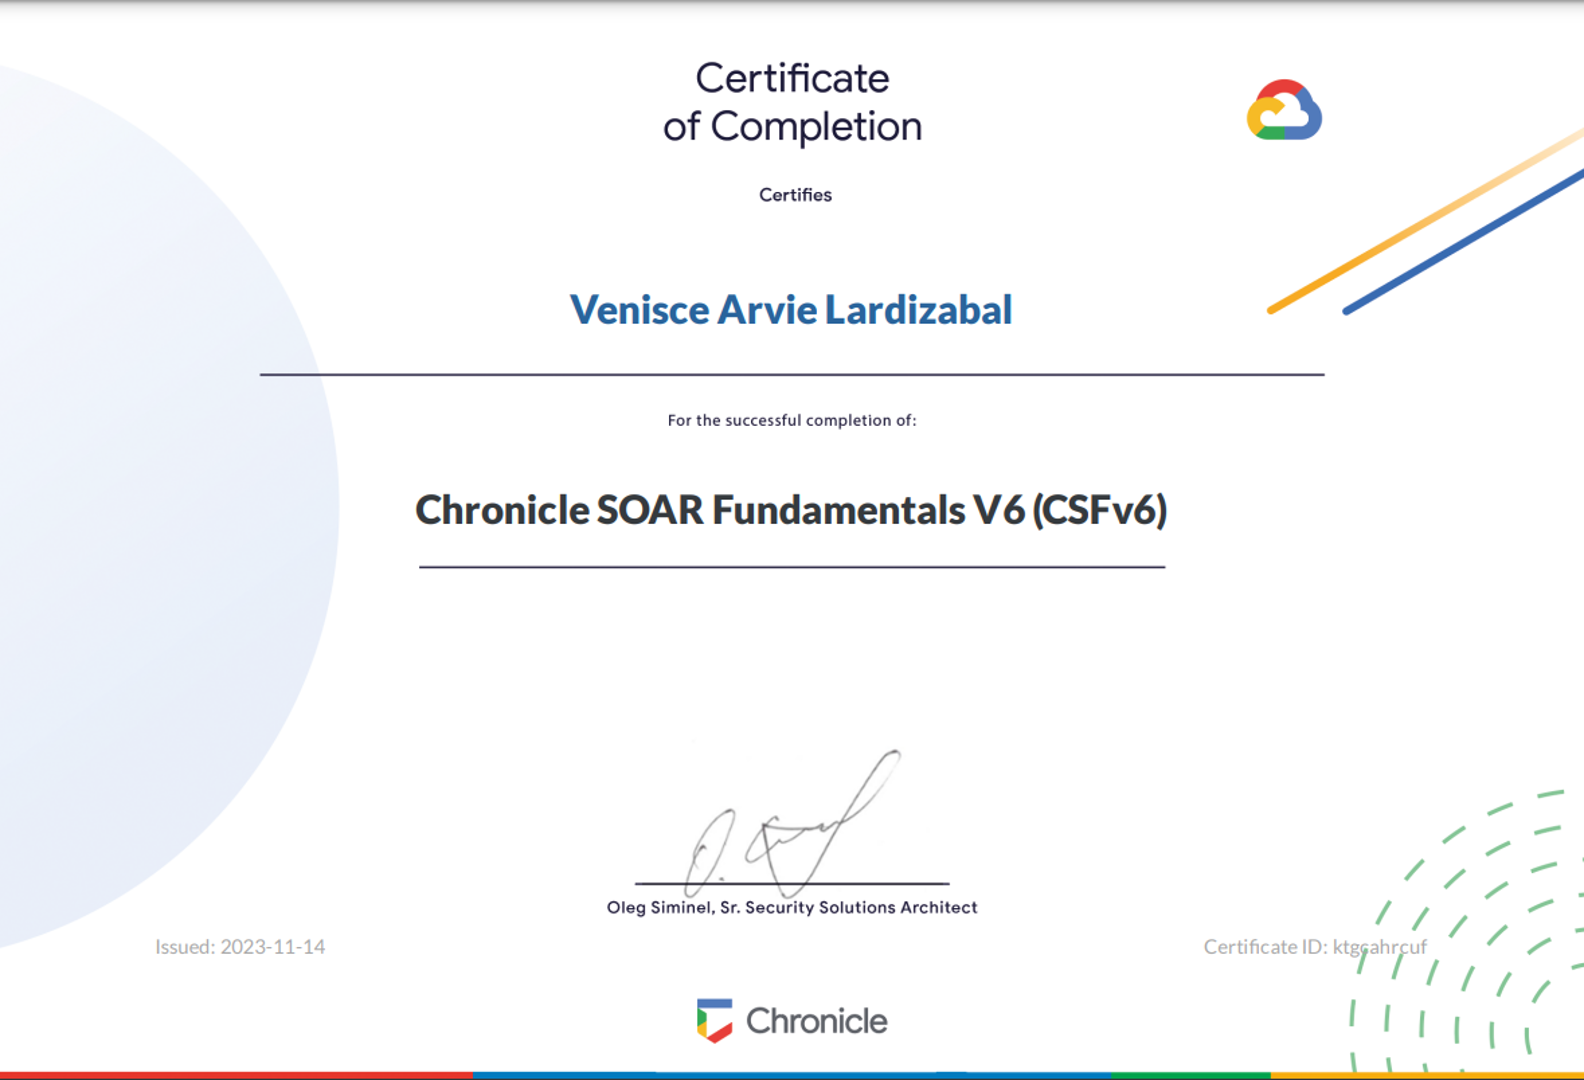 Certificate
of Completion
Certifies
Venisce Arvie Lardizabal
For the successful completion of:
Chronicle SOAR Fundamentals V6 (CSFv6)
Oleg Siminel, Sr. Security Solutions Architect
Issued: 2023-11-14
Certificate ID: ktgcahrcuf
Chronicle